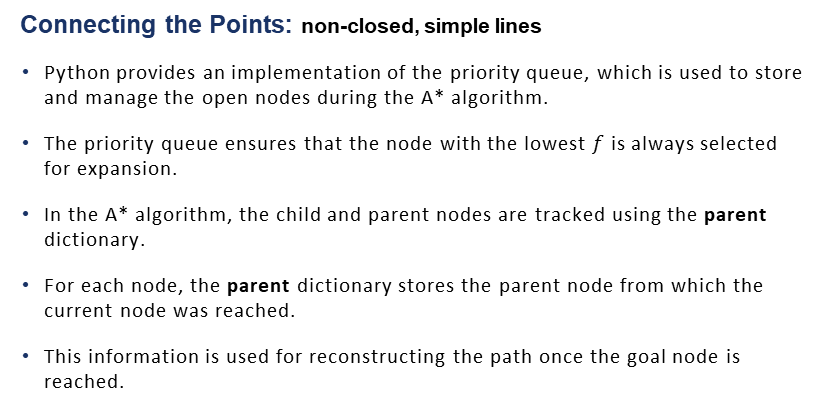 Connecting the Points: non-closed, simple lines
• Python provides an implementation of the priority queue, which is used to store
and manage the open nodes during the A* algorithm.
• The priority queue ensures that the node with the lowest f is always selected
for expansion.
• In the A* algorithm, the child and parent nodes are tracked using the parent
dictionary.
• For each node, the parent dictionary stores the parent node from which the
current node was reached.
• This information is used for reconstructing the path once the goal node is
reached.